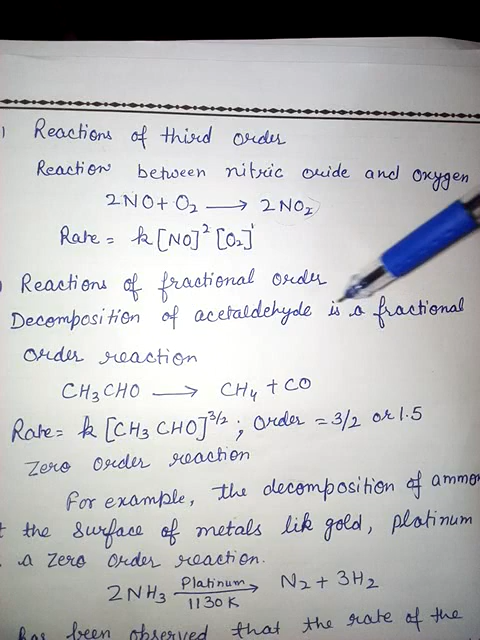 Reactions of third order
Reaction between nitric oxide and oxygen
2NO + O₂ ⟶ 2NO₂
Rate = k[NO]² [O₂]¹
Reactions of fractional order
Decomposition of acetaldehyde is a fractional
order reaction
CH₃CHO ⟶ CH₄ + CO
Rate = k [CH₃ CHO]³/² ; Order = 3/2 or 1.5
Zero order reaction
For example, the decomposition of
the surface of metals like gold, platinum
a zero order reaction.
2NH₃ Platinum⟶ N₂ + 3H₂
1130 K
has been observed that the rate of the